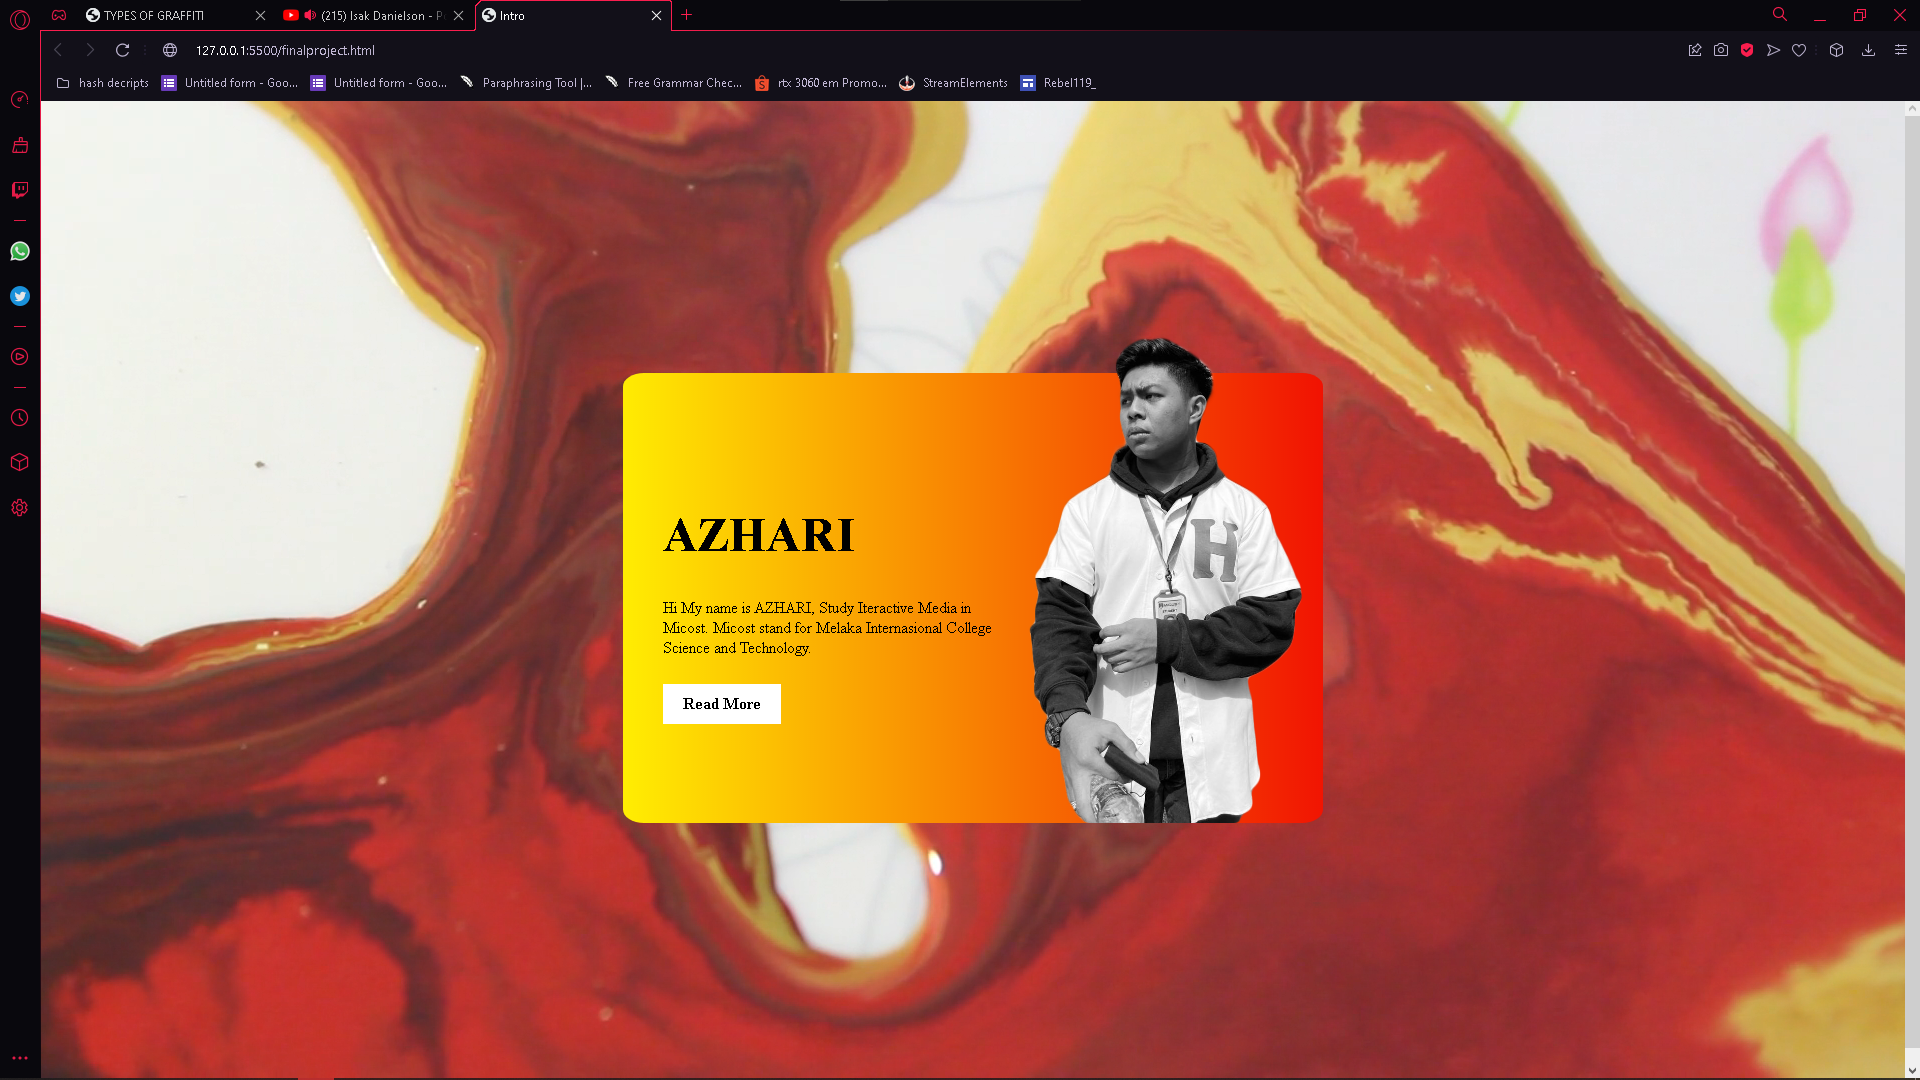 TYPES OF GRAFFITI
(215) Isak Danielson - P
Intro
127.0.0.1:5500/finalproject.html
hash decripts
Untitled form - Goo...
Untitled form - Goo...
Paraphrasing Tool |...
Free Grammar Chec...
rtx 3060 em Promo...
StreamElements
Rebel119_
AZHARI
H
Hi My name is AZHARI, Study Iteractive Media in
Micost. Micost stand for Melaka Internasional College
Science and Technology.
Read More